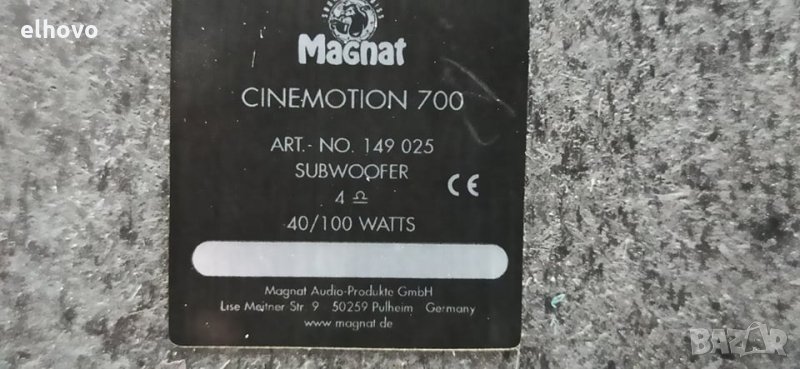 elhovo
Magnat
CINEMOTION 700
ART.- NO. 149 025
SUBWOOFER
4 Ω
CE
40/100 WATTS
Magnat Audio-Produkte GmbH
Lise Meitner Str 9 50259 Pulheim Germany
www.magnat.de
BAZAR